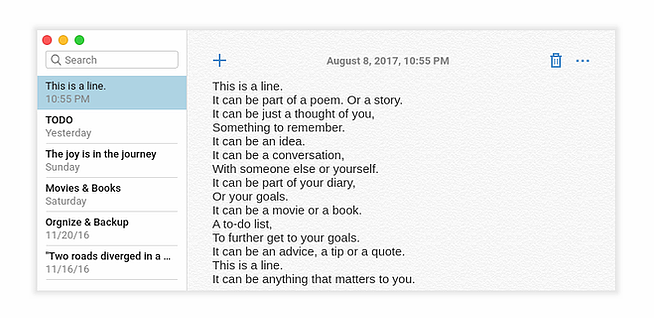 Search
This is a line.
10:55 PM
TODO
Yesterday
The joy is in the journey
Sunday
Movies & Books
Saturday
Orgnize & Backup
11/20/16
"Two roads diverged in a ...
11/16/16
August 8, 2017, 10:55 PM
This is a line.
It can be part of a poem. Or a story.
It can be just a thought of you,
Something to remember.
It can be an idea.
It can be a conversation,
With someone else or yourself.
It can be part of your diary,
Or your goals.
It can be a movie or a book.
A to-do list,
To further get to your goals.
It can be an advice, a tip or a quote.
This is a line.
It can be anything that matters to you.